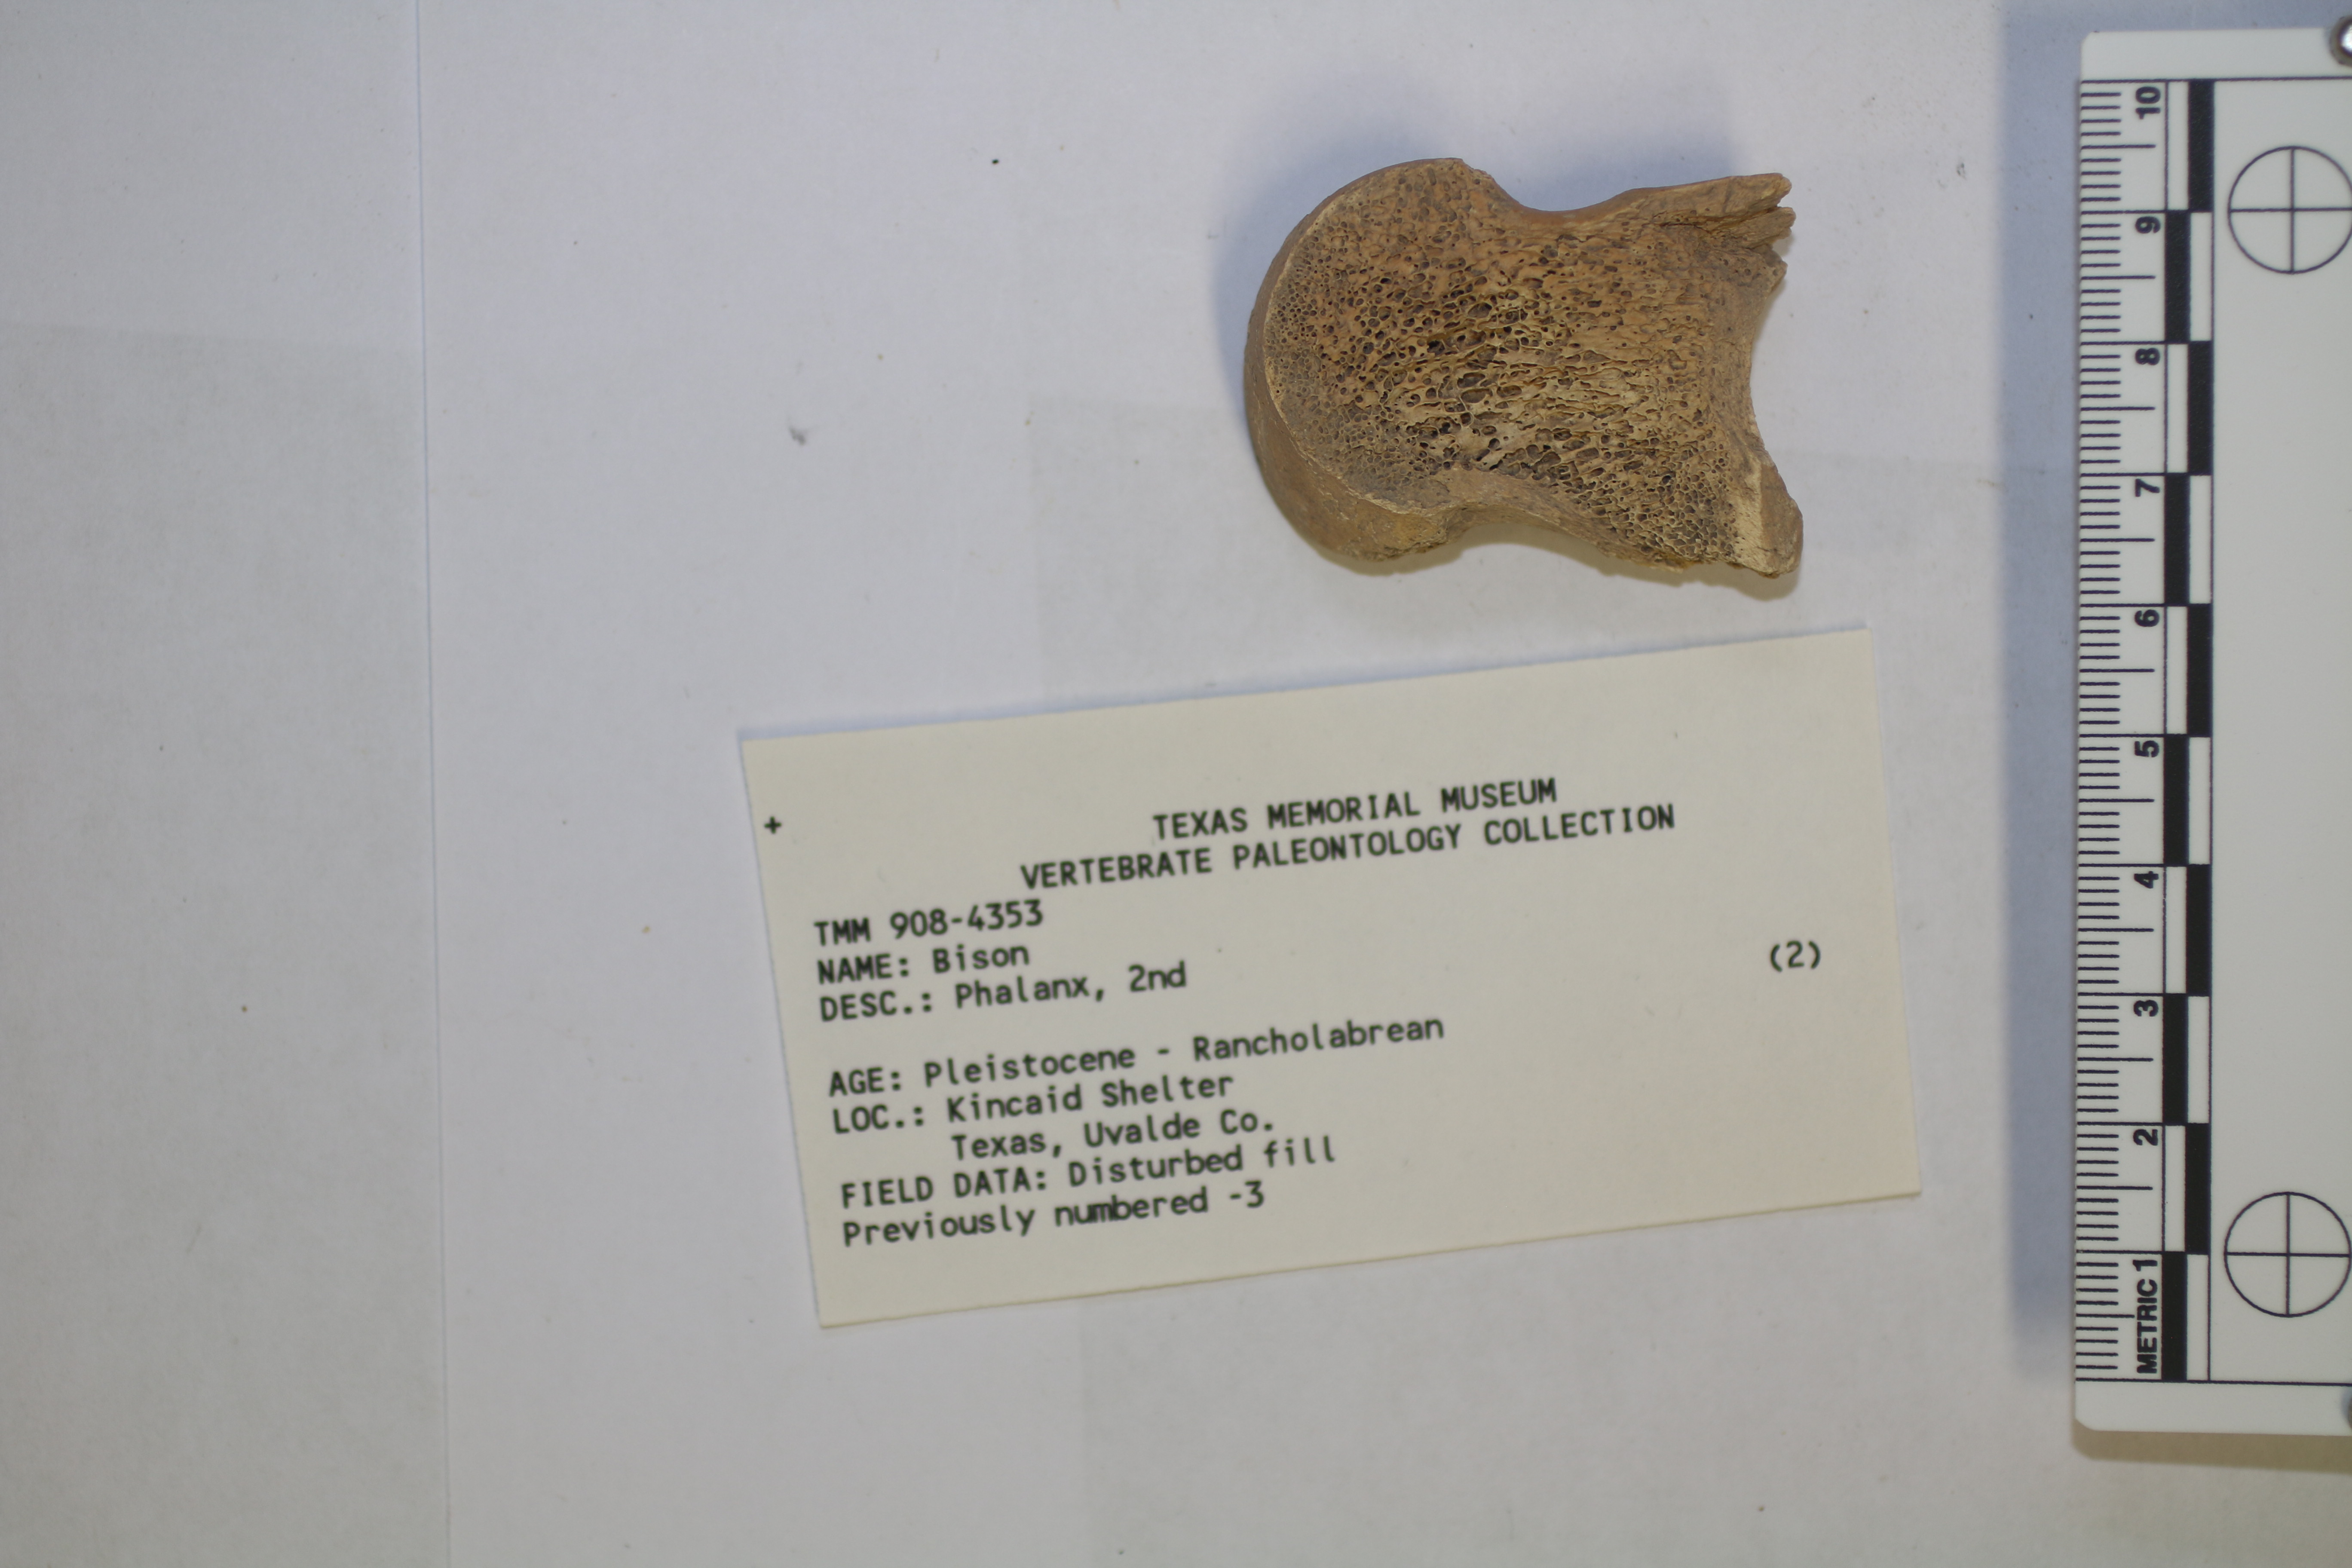 +
TEXAS MEMORIAL MUSEUM
VERTEBRATE PALEONTOLOGY COLLECTION
TMM 908-4353
NAME: Bison
DESC.: Phalanx, 2nd (2)
AGE: Pleistocene - Rancholabrean
LOC.: Kincaid Shelter
Texas, Uvalde Co.
FIELD DATA: Disturbed fill
Previously numbered -3
10
9
8
7
6
5
4
3
2
METRIC 1